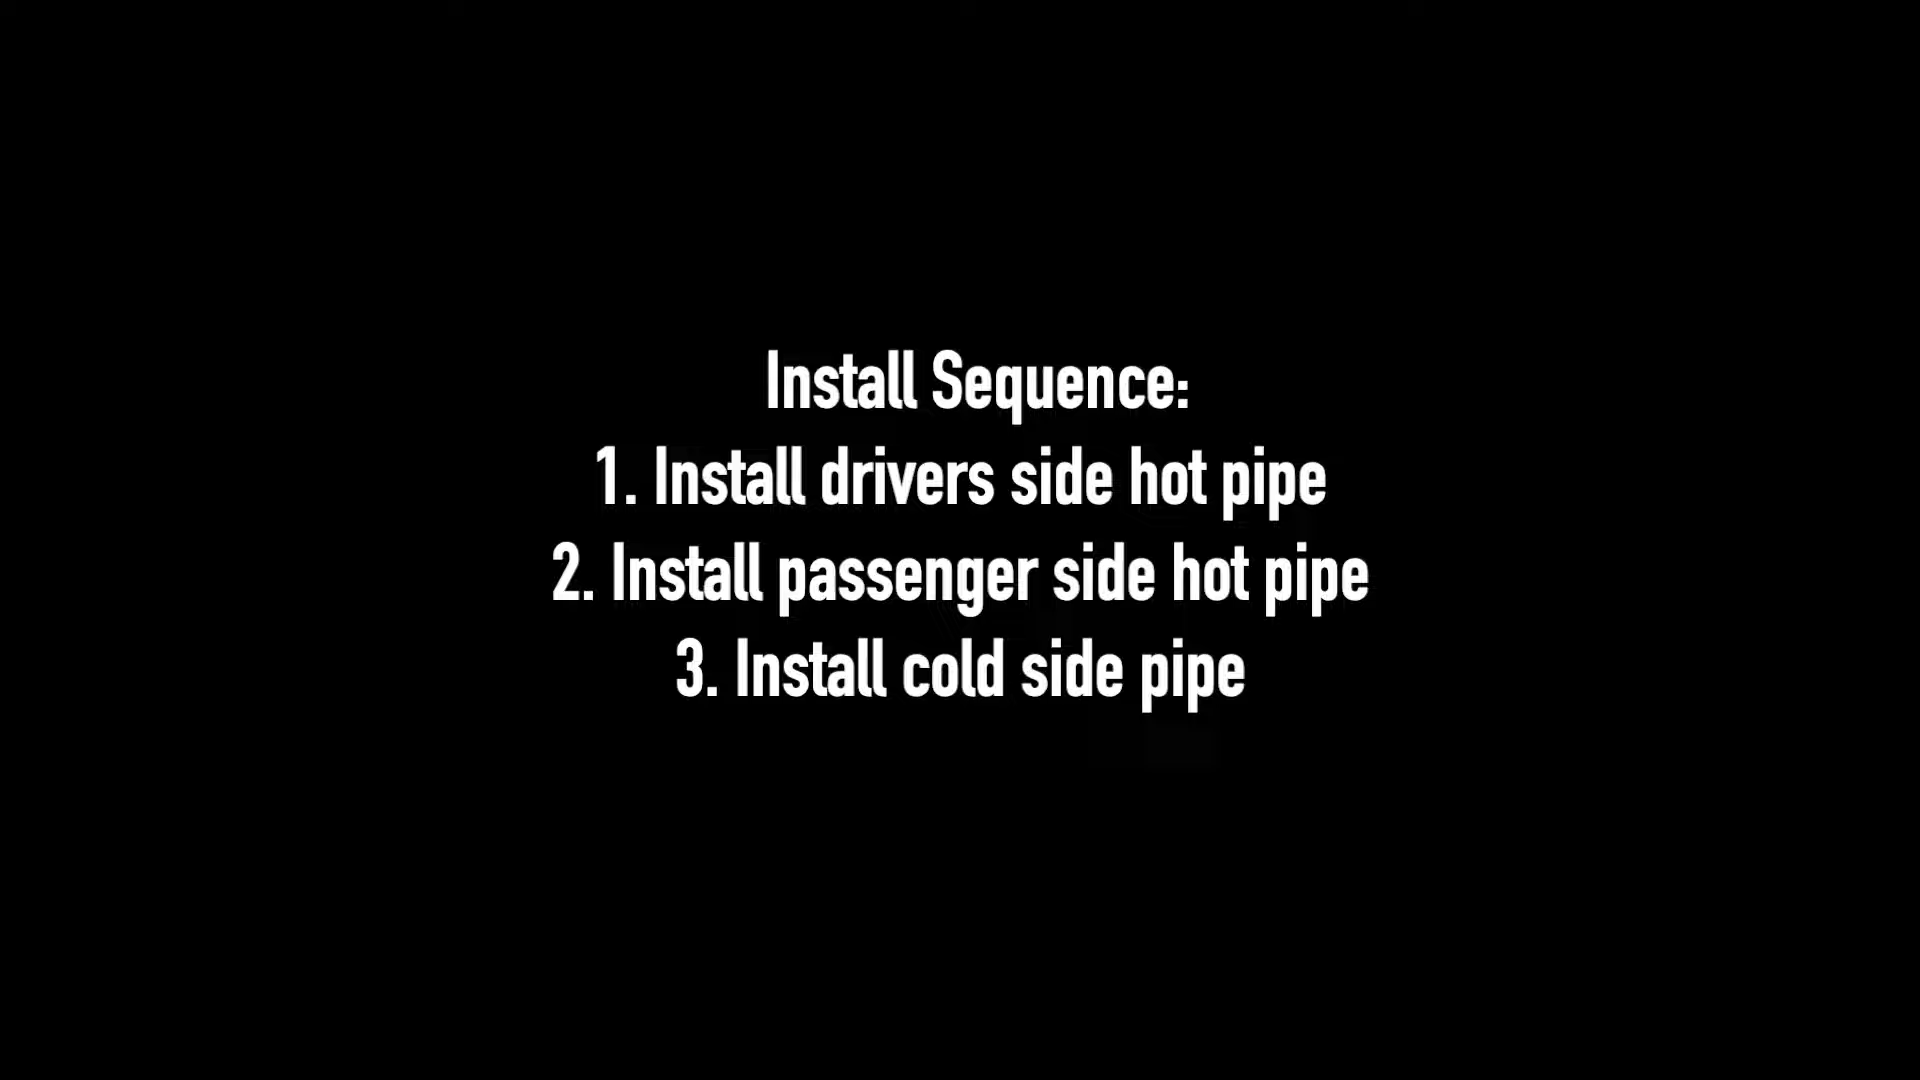 Install Sequence:
1. Install drivers side hot pipe
2. Install passenger side hot pipe
3. Install cold side pipe